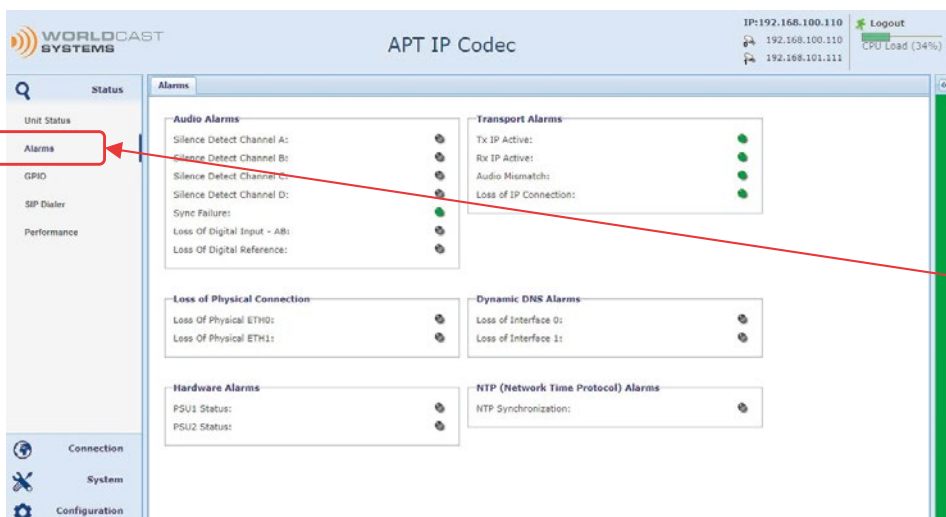 WORLDCAST
SYSTEMS
APT IP Codec
IP:192.168.100.110
192.168.100.110
192.168.101.111
Logout
CPU Load (34%)
Status
Unit Status
Alarms
GPIO
SIP Dialer
Performance
Connection
System
Configuration
Alarms
Audio Alarms
Silence Detect Channel A:
Silence Detect Channel B:
Silence Detect Channel C:
Silence Detect Channel D:
Sync Failure:
Loss Of Digital Input - AB:
Loss Of Digital Reference:
Transport Alarms
Tx IP Active:
Rx IP Active:
Audio Mismatch:
Loss of IP Connection:
Loss of Physical Connection
Loss Of Physical ETH0:
Loss Of Physical ETH1:
Dynamic DNS Alarms
Loss of Interface 0:
Loss of Interface 1:
Hardware Alarms
PSU1 Status:
PSU2 Status:
NTP (Network Time Protocol) Alarms
NTP Synchronization: